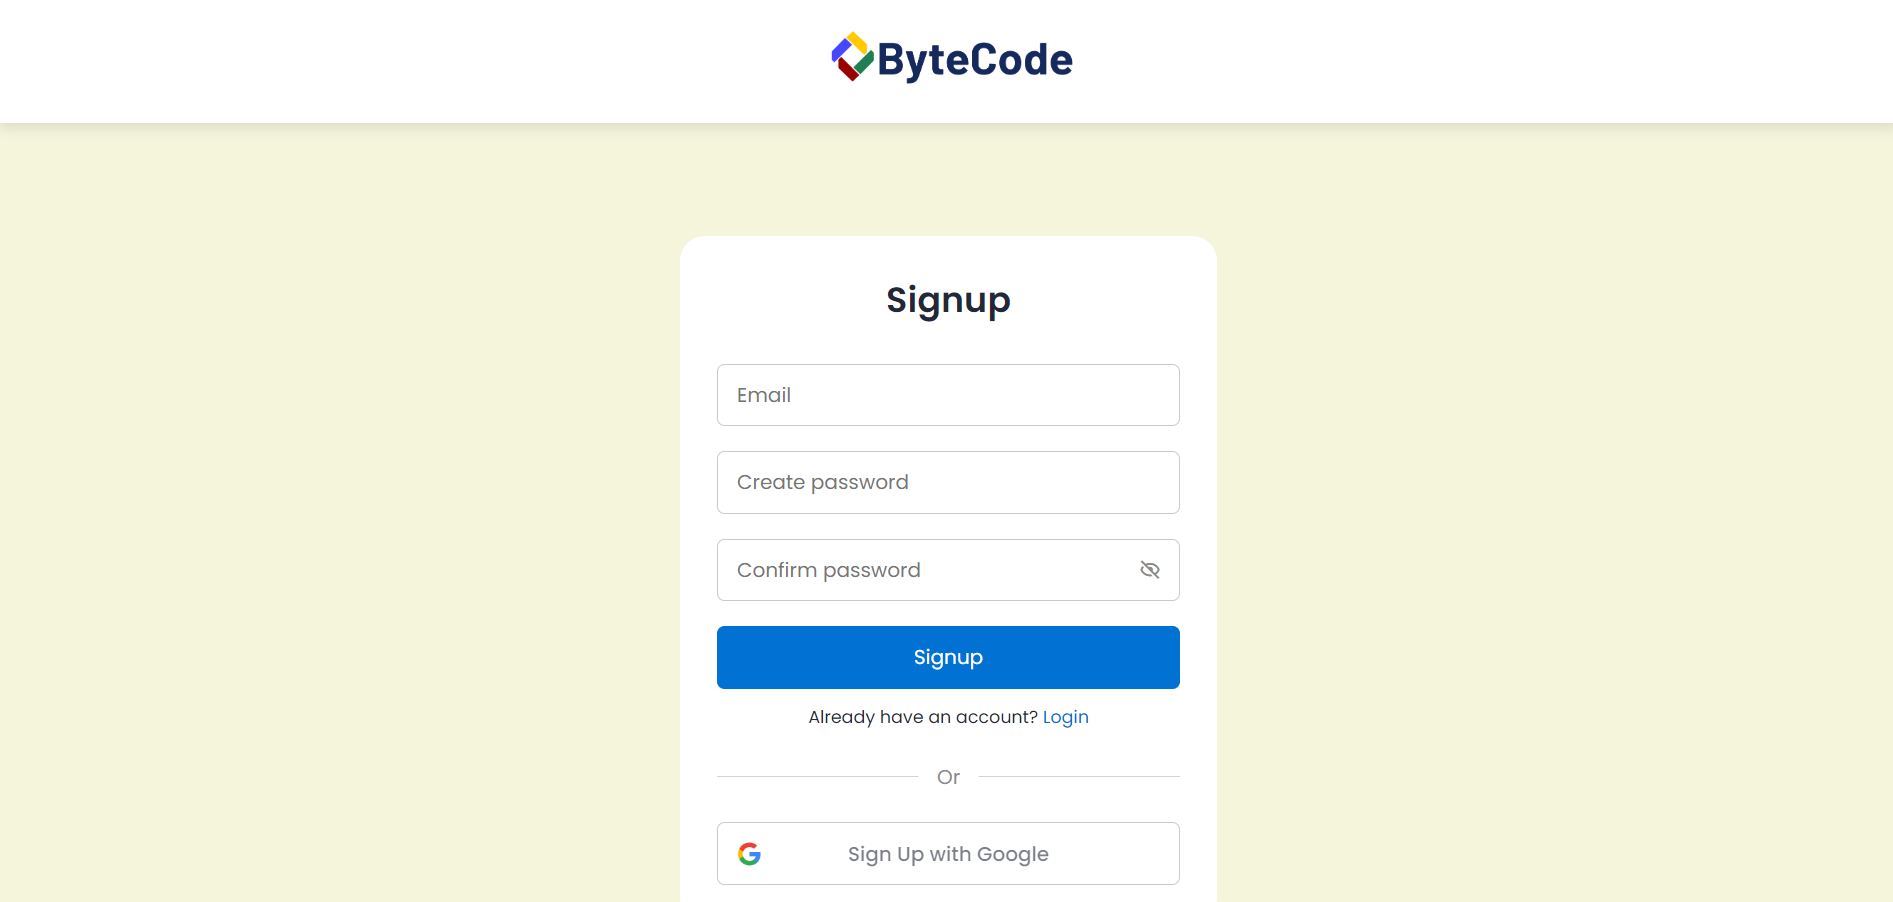 ByteCode
Signup
Email
Create password
Confirm password
Signup
Already have an account? Login
Or
Sign Up with Google